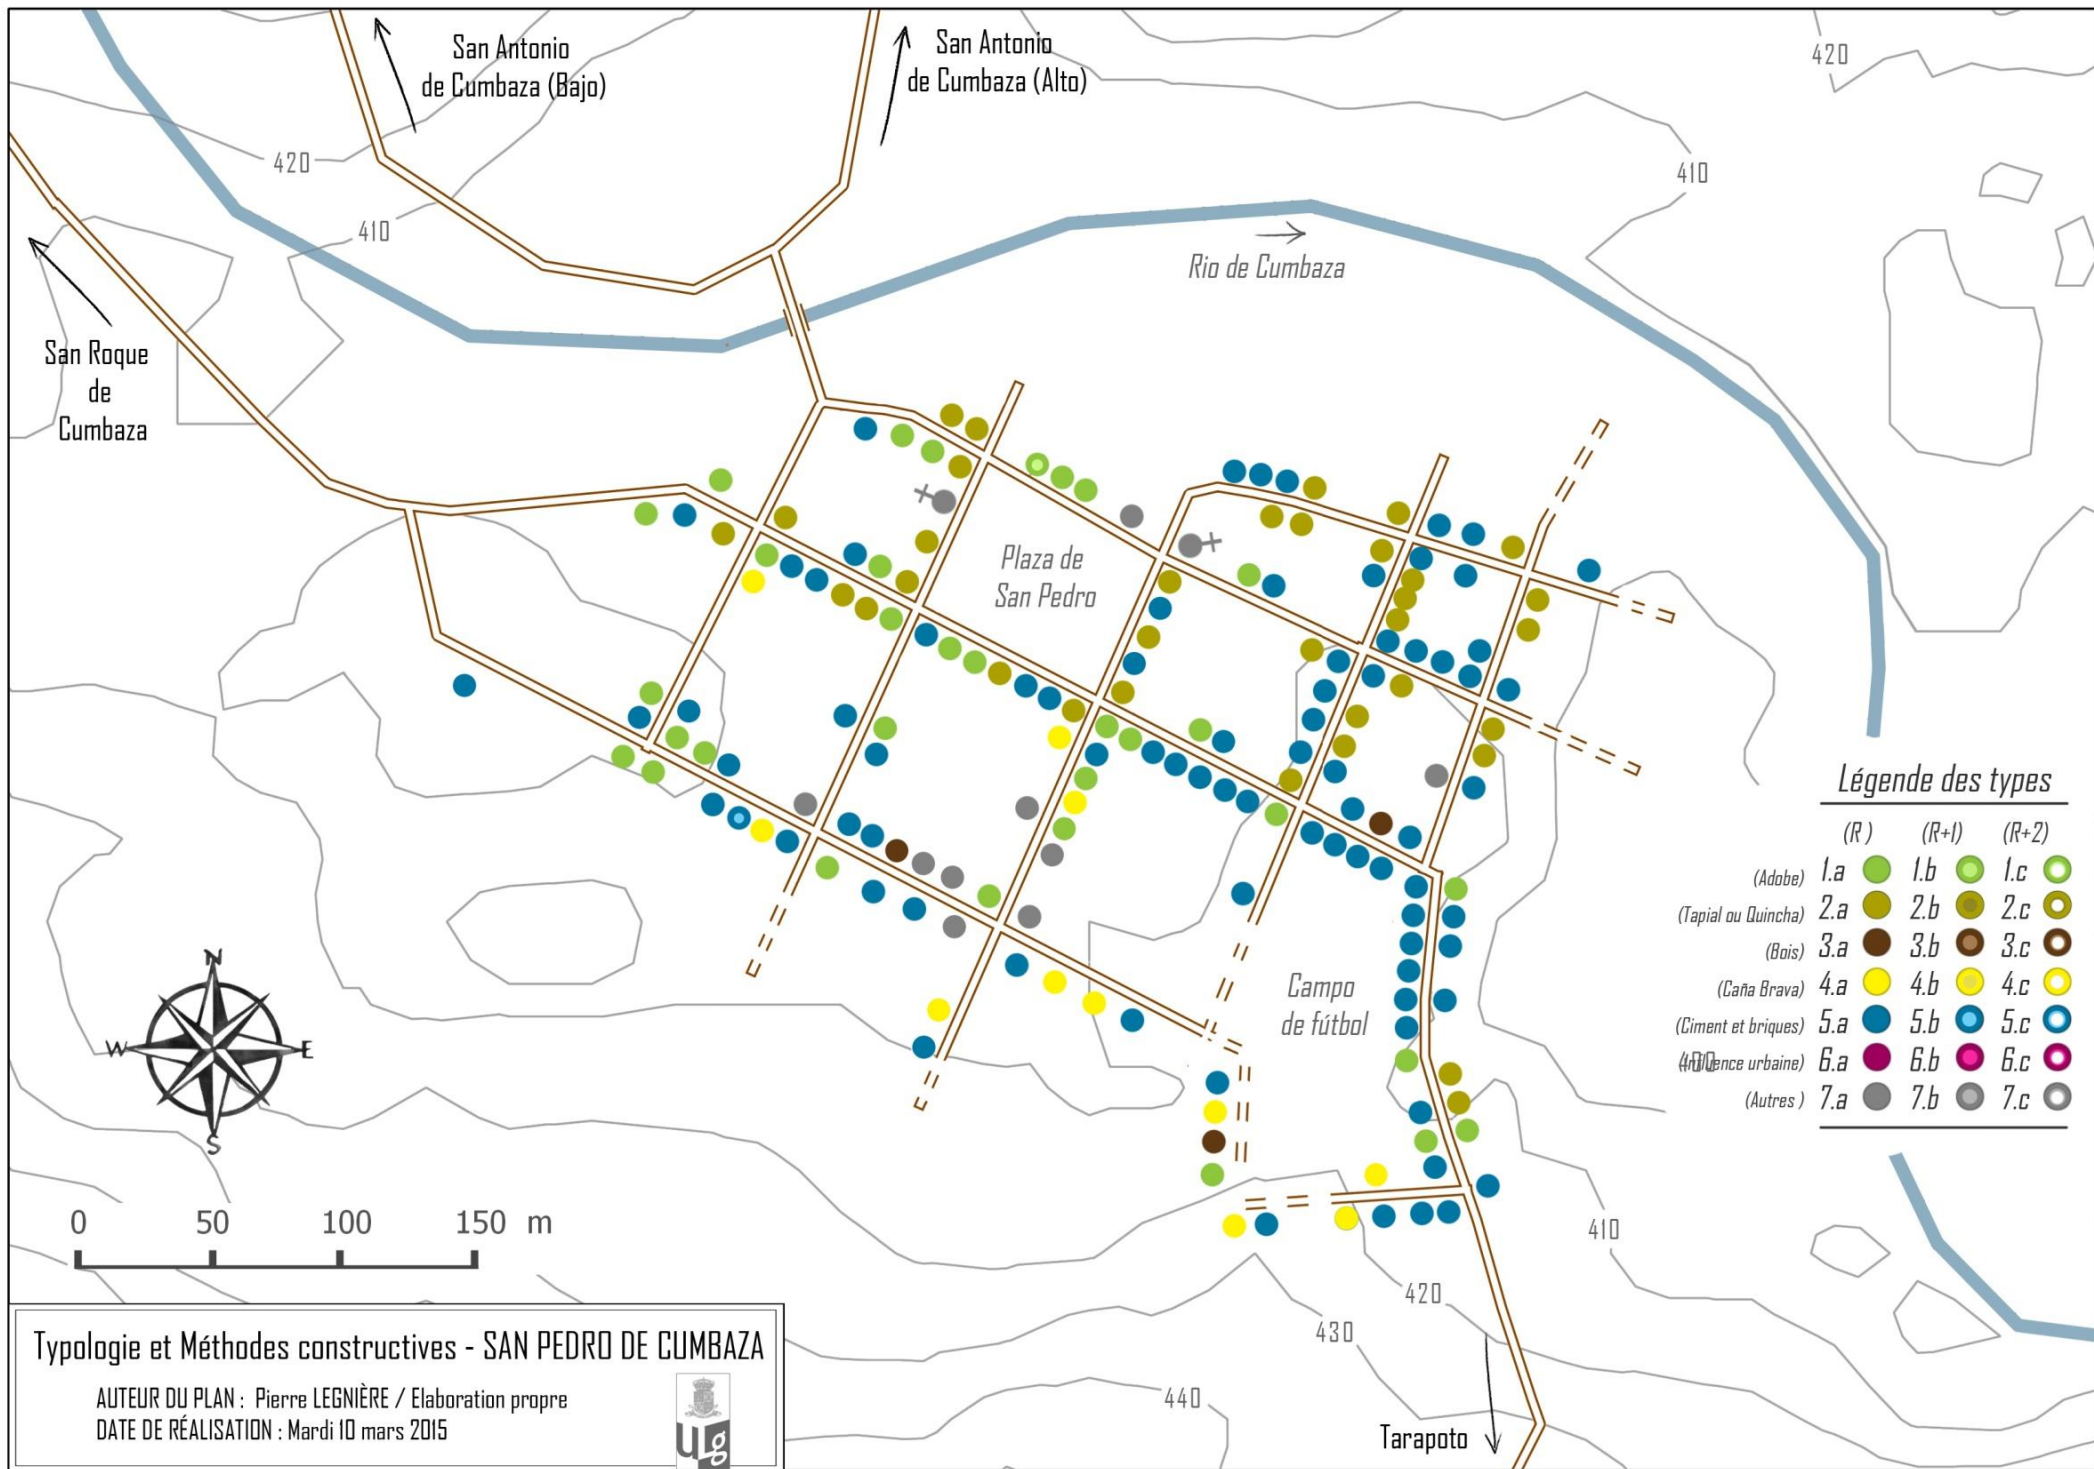 San Antonio
de Cumbaza (Bajo)
San Antonio
de Cumbaza (Alto)
420
420
410
410
Rio de Cumbaza
San Roque
de
Cumbaza
Plaza de
San Pedro
Légende des types
(R ) (R+1) (R+2)
(Adobe) 1.a 1.b 1.c
(Tapial ou Quincha) 2.a 2.b 2.c
(Bois) 3.a 3.b 3.c
(Caña Brava) 4.a 4.b 4.c
(Ciment et briques) 5.a 5.b 5.c
400
(Influence urbaine) 6.a 6.b 6.c
(Autres ) 7.a 7.b 7.c
Campo
de fútbol
N
W E
S
0 50 100 150 m
410
420
430
440
Tarapoto
Typologie et Méthodes constructives - SAN PEDRO DE CUMBAZA
AUTEUR DU PLAN : Pierre LEGNIÈRE / Elaboration propre
DATE DE RÉALISATION : Mardi 10 mars 2015
ULg